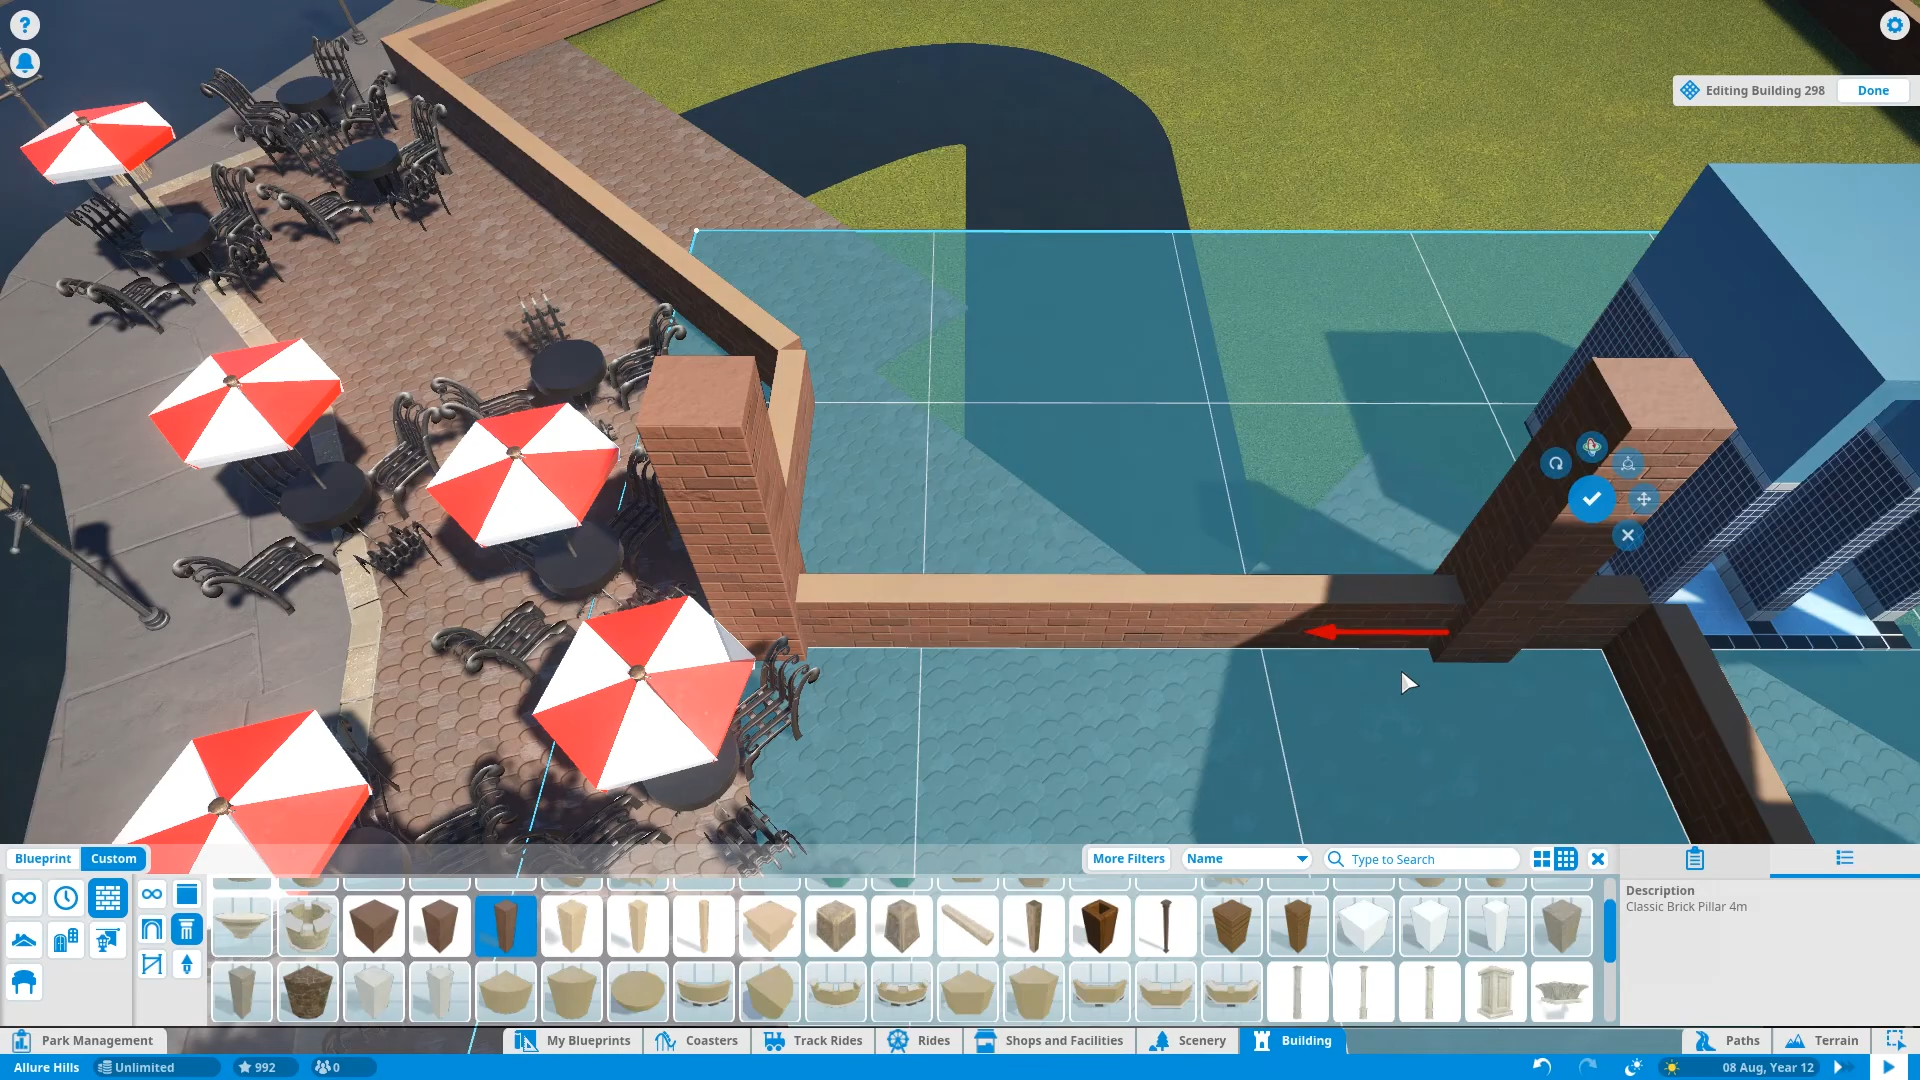 ?
Editing Building 298 Done
Blueprint Custom
More Filters Name Type to Search
Description
Classic Brick Pillar 4m
Park Management My Blueprints Coasters Track Rides Rides Shops and Facilities Scenery Building Paths Terrain
Allure Hills Unlimited 992 0 08 Aug, Year 12